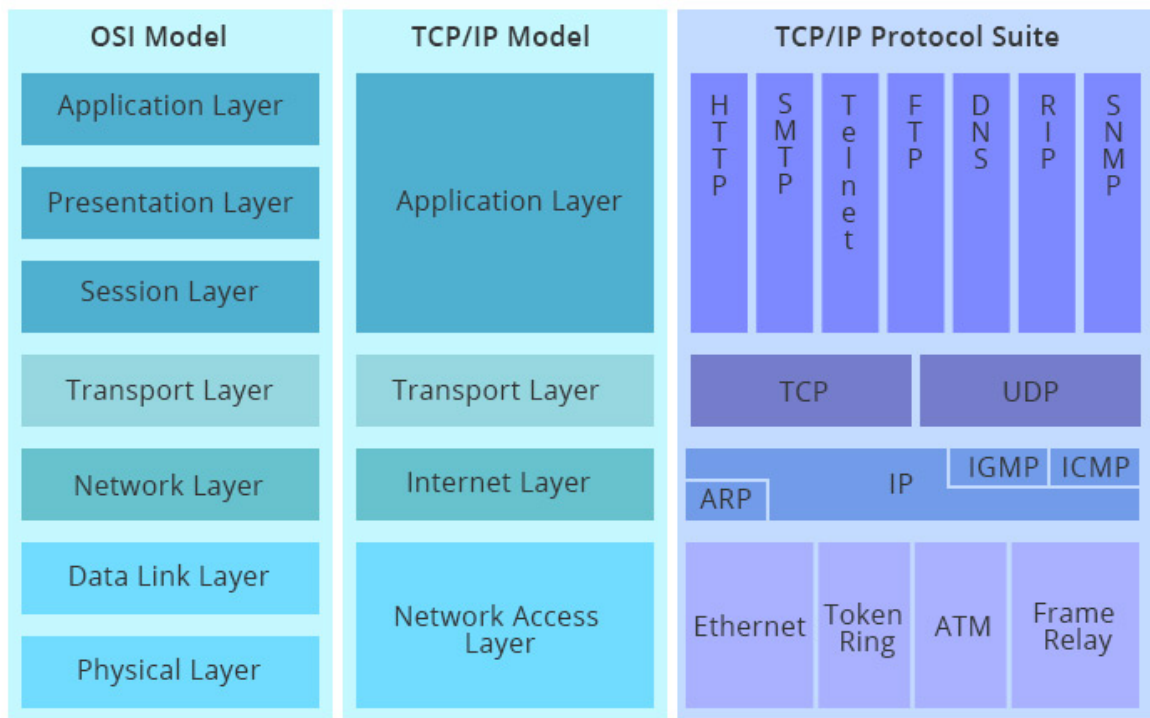 OSI Model
Application Layer
Presentation Layer
Session Layer
Transport Layer
Network Layer
Data Link Layer
Physical Layer
TCP/IP Model
Application Layer
Transport Layer
Internet Layer
Network Access
Layer
TCP/IP Protocol Suite
HTTP
SMTP
Telnet
FTP
DNS
RIP
SNMP
TCP
UDP
ARP
IP
IGMP
ICMP
Ethernet
Token
Ring
ATM
Frame
Relay